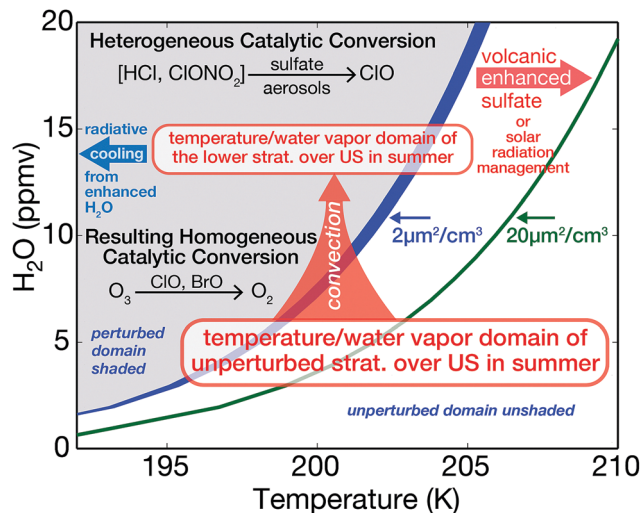 Heterogeneous Catalytic Conversion
[HCl, ClONO₂] sulfate aerosols → ClO
volcanic
enhanced
sulfate
or
solar
radiation
management
radiative
cooling
from
enhanced
H₂O
temperature/water vapor domain of
the lower strat. over US in summer
convection
2μm²/cm³
20μm²/cm³
Resulting Homogeneous
Catalytic Conversion
O₃ ClO, BrO → O₂
perturbed
domain
shaded
temperature/water vapor domain of
unperturbed strat. over US in summer
unperturbed domain unshaded
H₂O (ppmv)
20
15
10
5
0
195
200
205
210
Temperature (K)